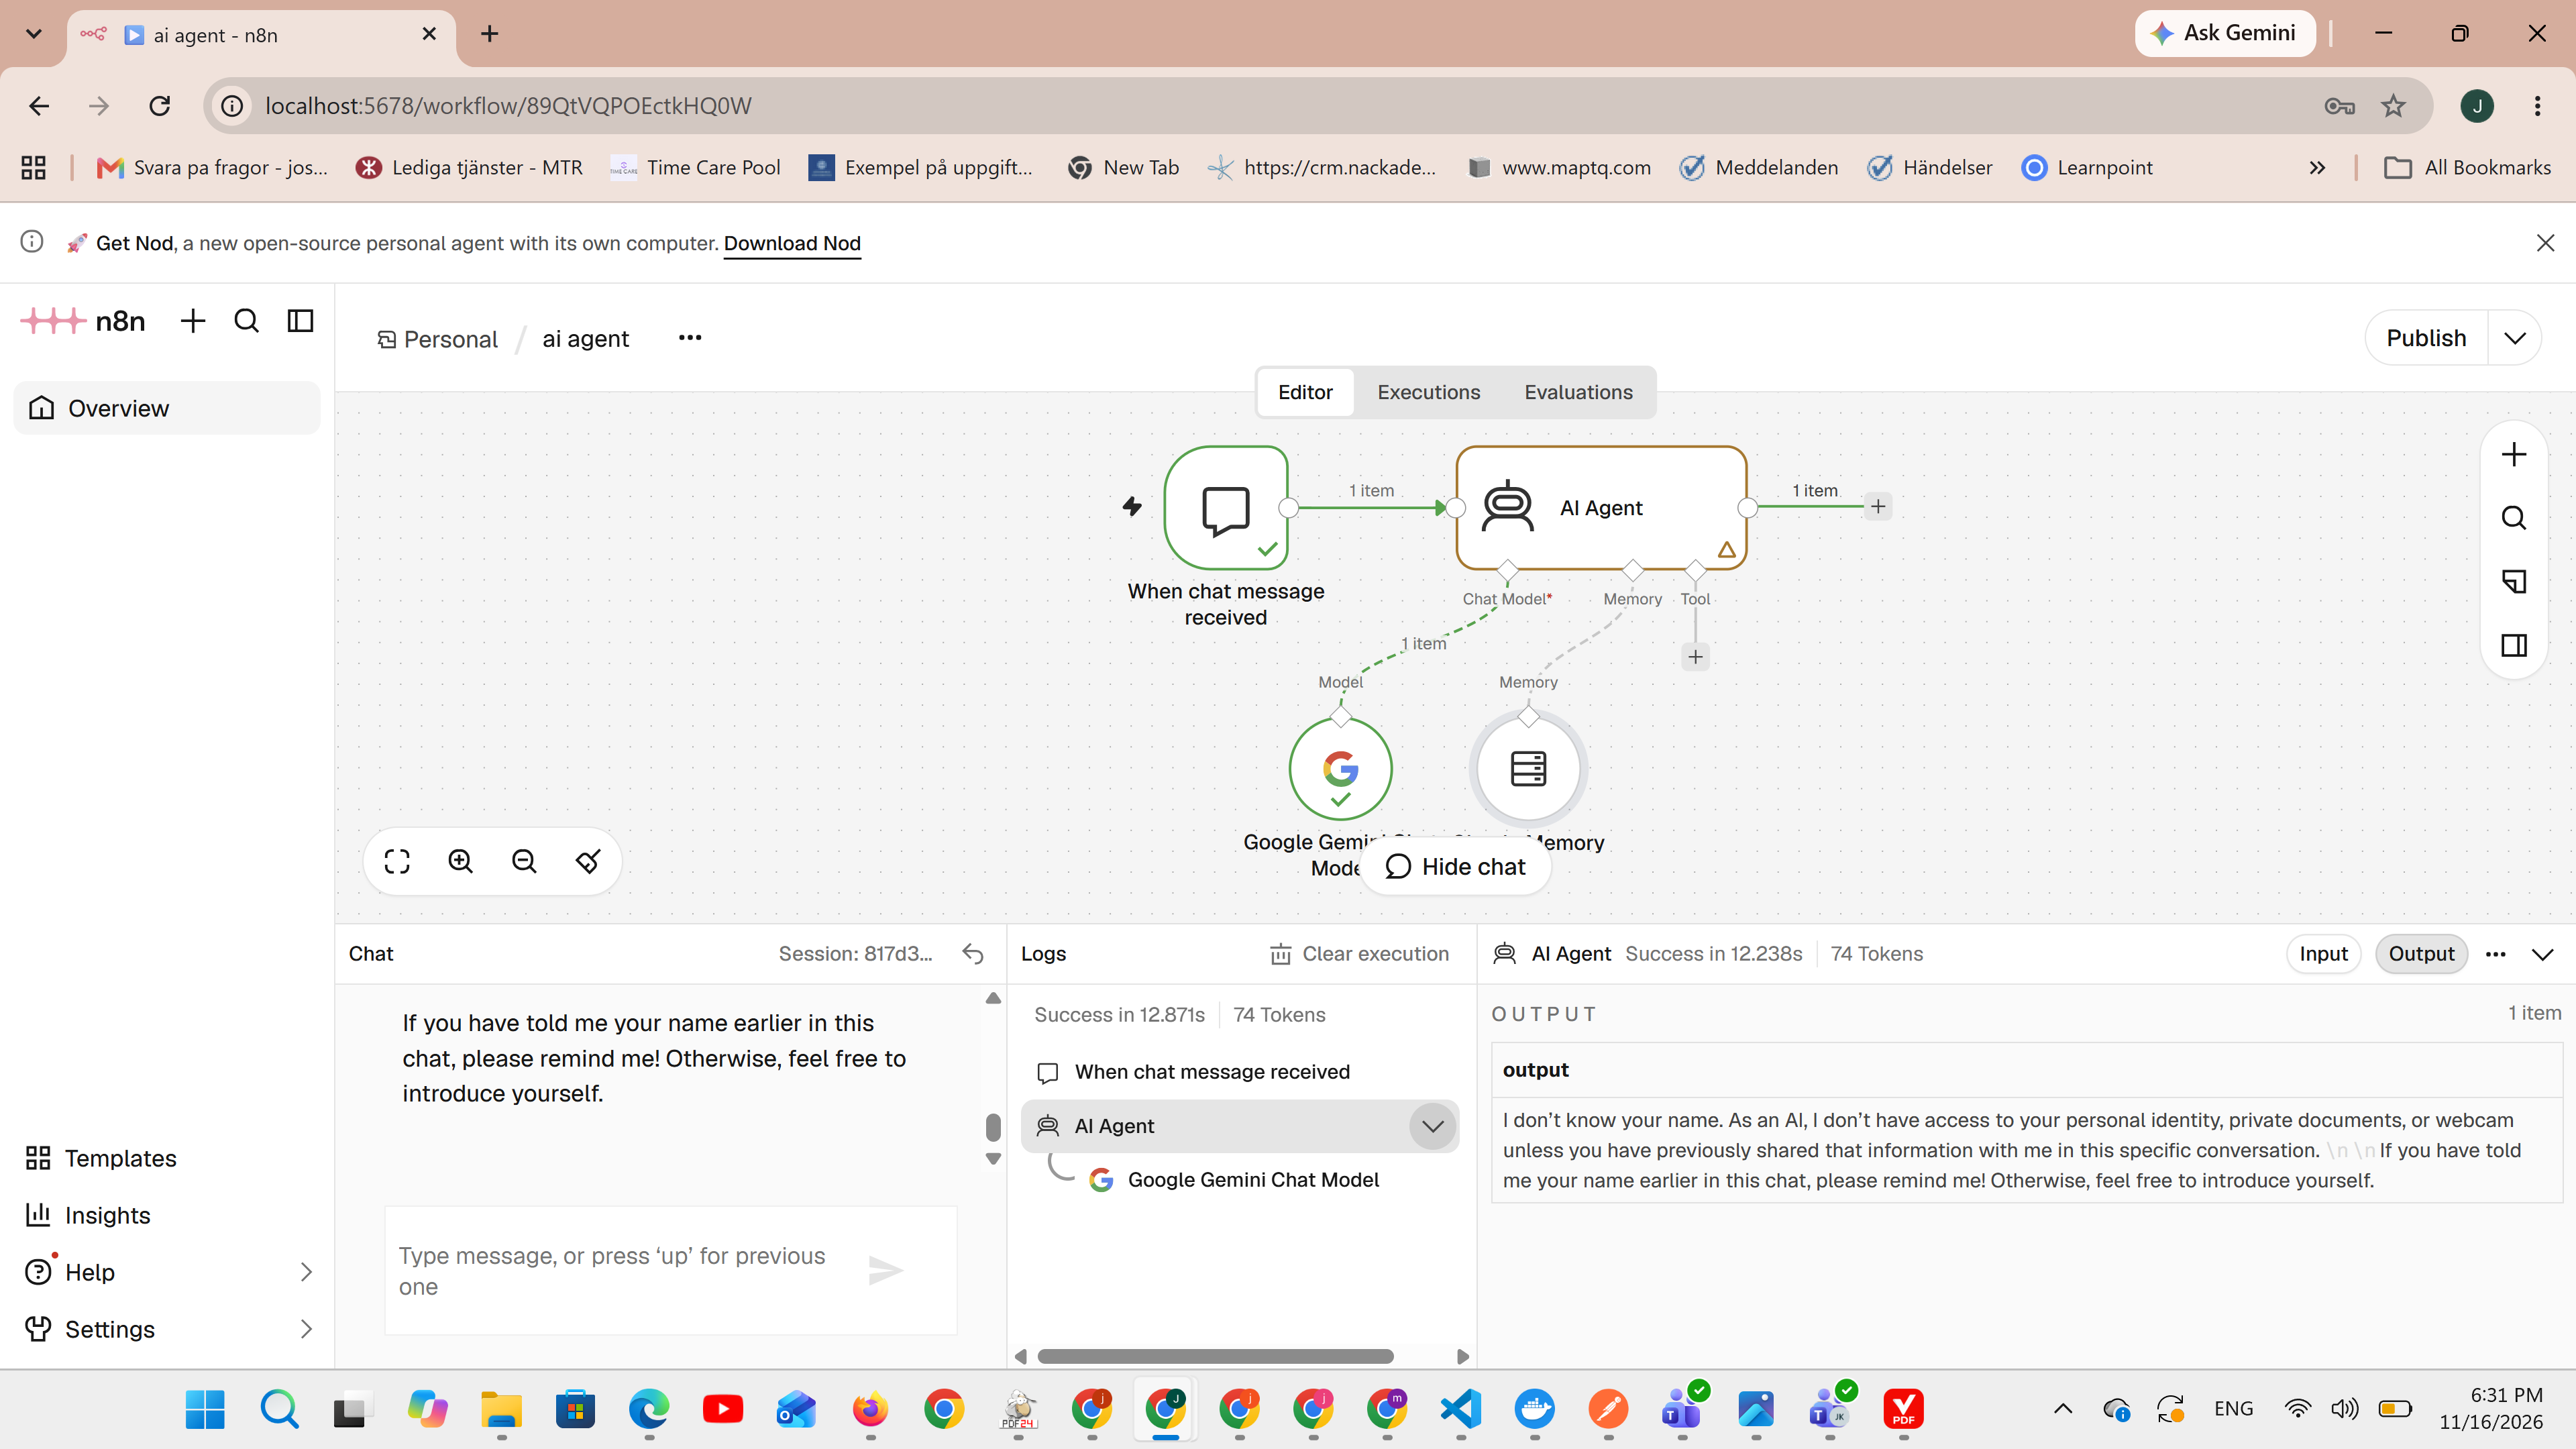 ai agent - n8n
Ask Gemini
localhost:5678/workflow/89QtVQPOEctkHQ0W
J
Svara pa fragor - jos...
Lediga tjänster - MTR
Time Care Pool
Exempel på uppgift...
New Tab
https://crm.nackade...
www.maptq.com
Meddelanden
Händelser
Learnpoint
All Bookmarks
🚀 Get Nod, a new open-source personal agent with its own computer. Download Nod
n8n
Personal / ai agent
Publish
Overview
Editor
Executions
Evaluations
1 item
AI Agent
1 item
When chat message
received
Chat Model*
Memory
Tool
1 item
Model
Memory
Google Gemini
Mode
emory
Hide chat
Templates
Insights
Help
Settings
Chat
Session: 817d3...
If you have told me your name earlier in this
chat, please remind me! Otherwise, feel free to
introduce yourself.
Type message, or press ‘up’ for previous
one
Logs
Clear execution
Success in 12.871s
74 Tokens
When chat message received
AI Agent
Google Gemini Chat Model
AI Agent
Success in 12.238s
74 Tokens
Input
Output
OUTPUT
1 item
output
I don’t know your name. As an AI, I don’t have access to your personal identity, private documents, or webcam
unless you have previously shared that information with me in this specific conversation. \n \n If you have told
me your name earlier in this chat, please remind me! Otherwise, feel free to introduce yourself.
ENG
6:31 PM
11/16/2026